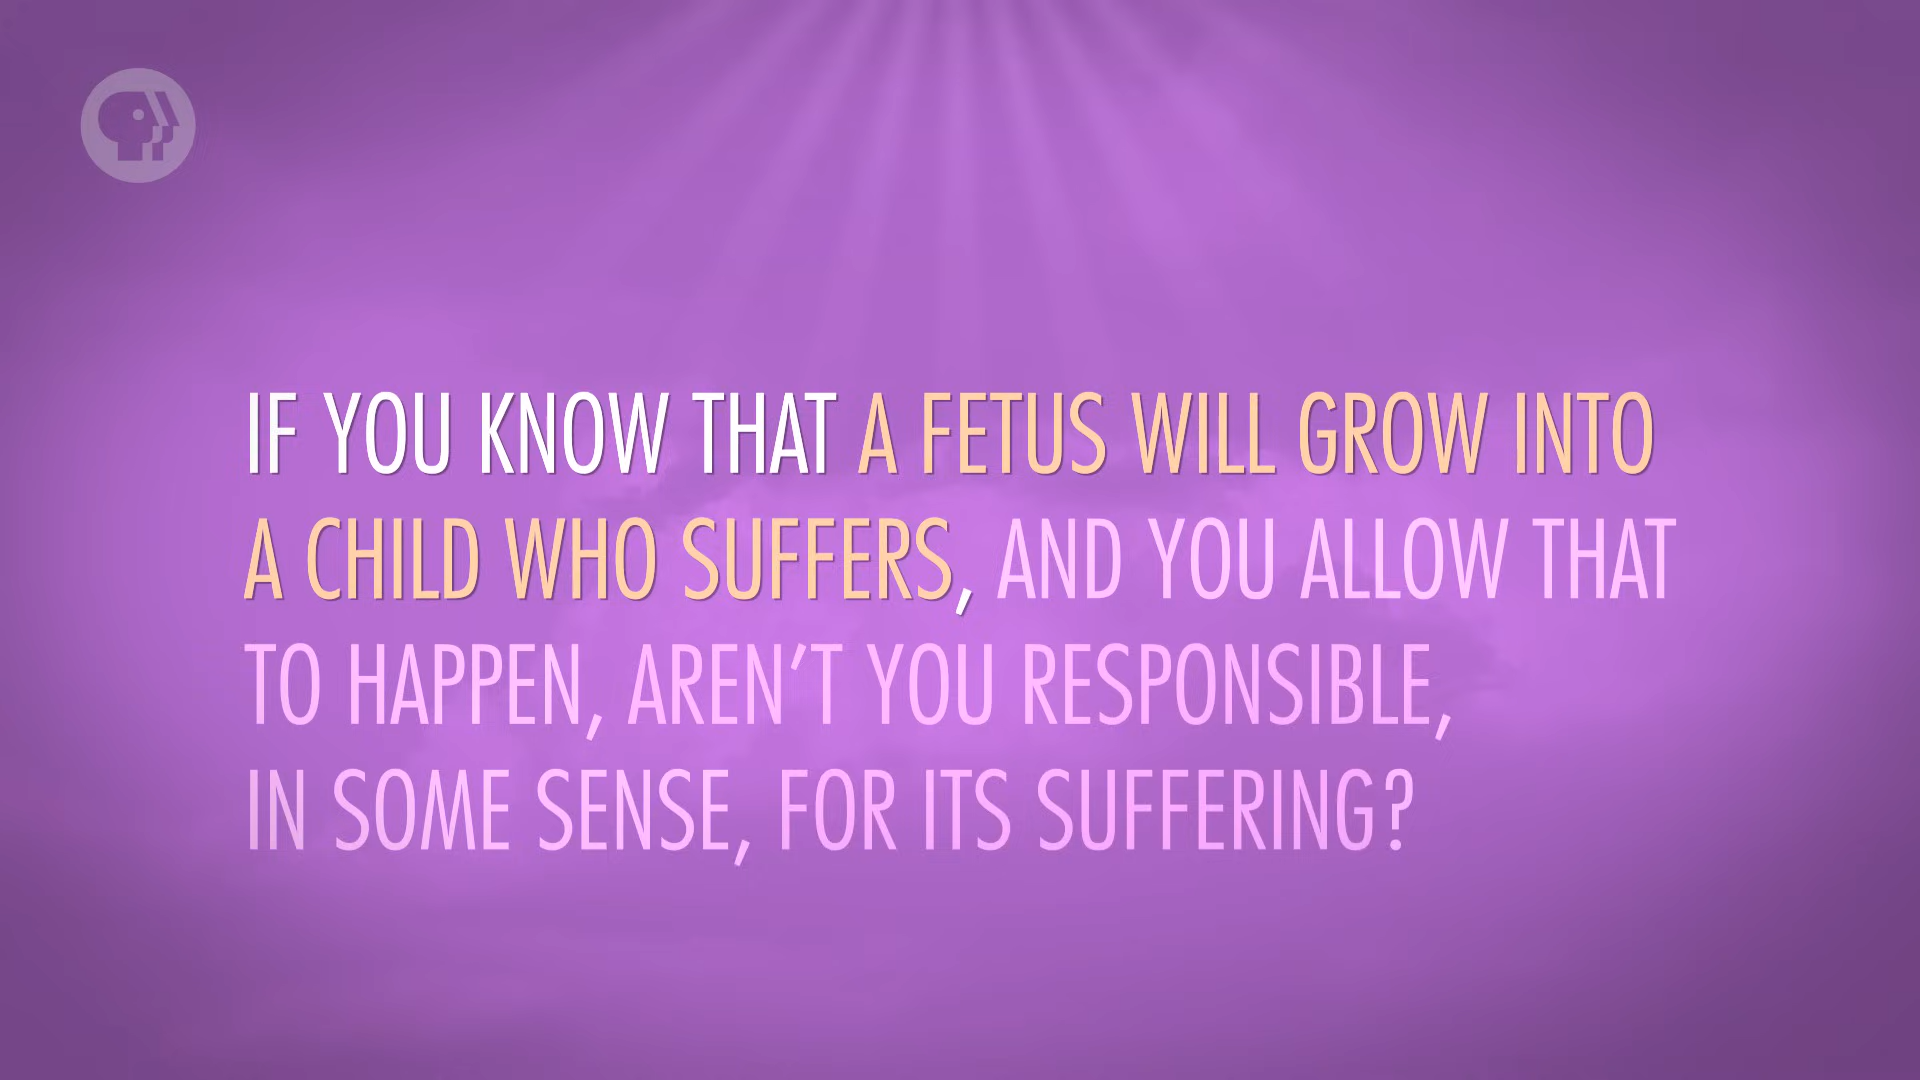 IF YOU KNOW THAT A FETUS WILL GROW INTO
A CHILD WHO SUFFERS, AND YOU ALLOW THAT
TO HAPPEN, AREN'T YOU RESPONSIBLE,
IN SOME SENSE, FOR ITS SUFFERING?